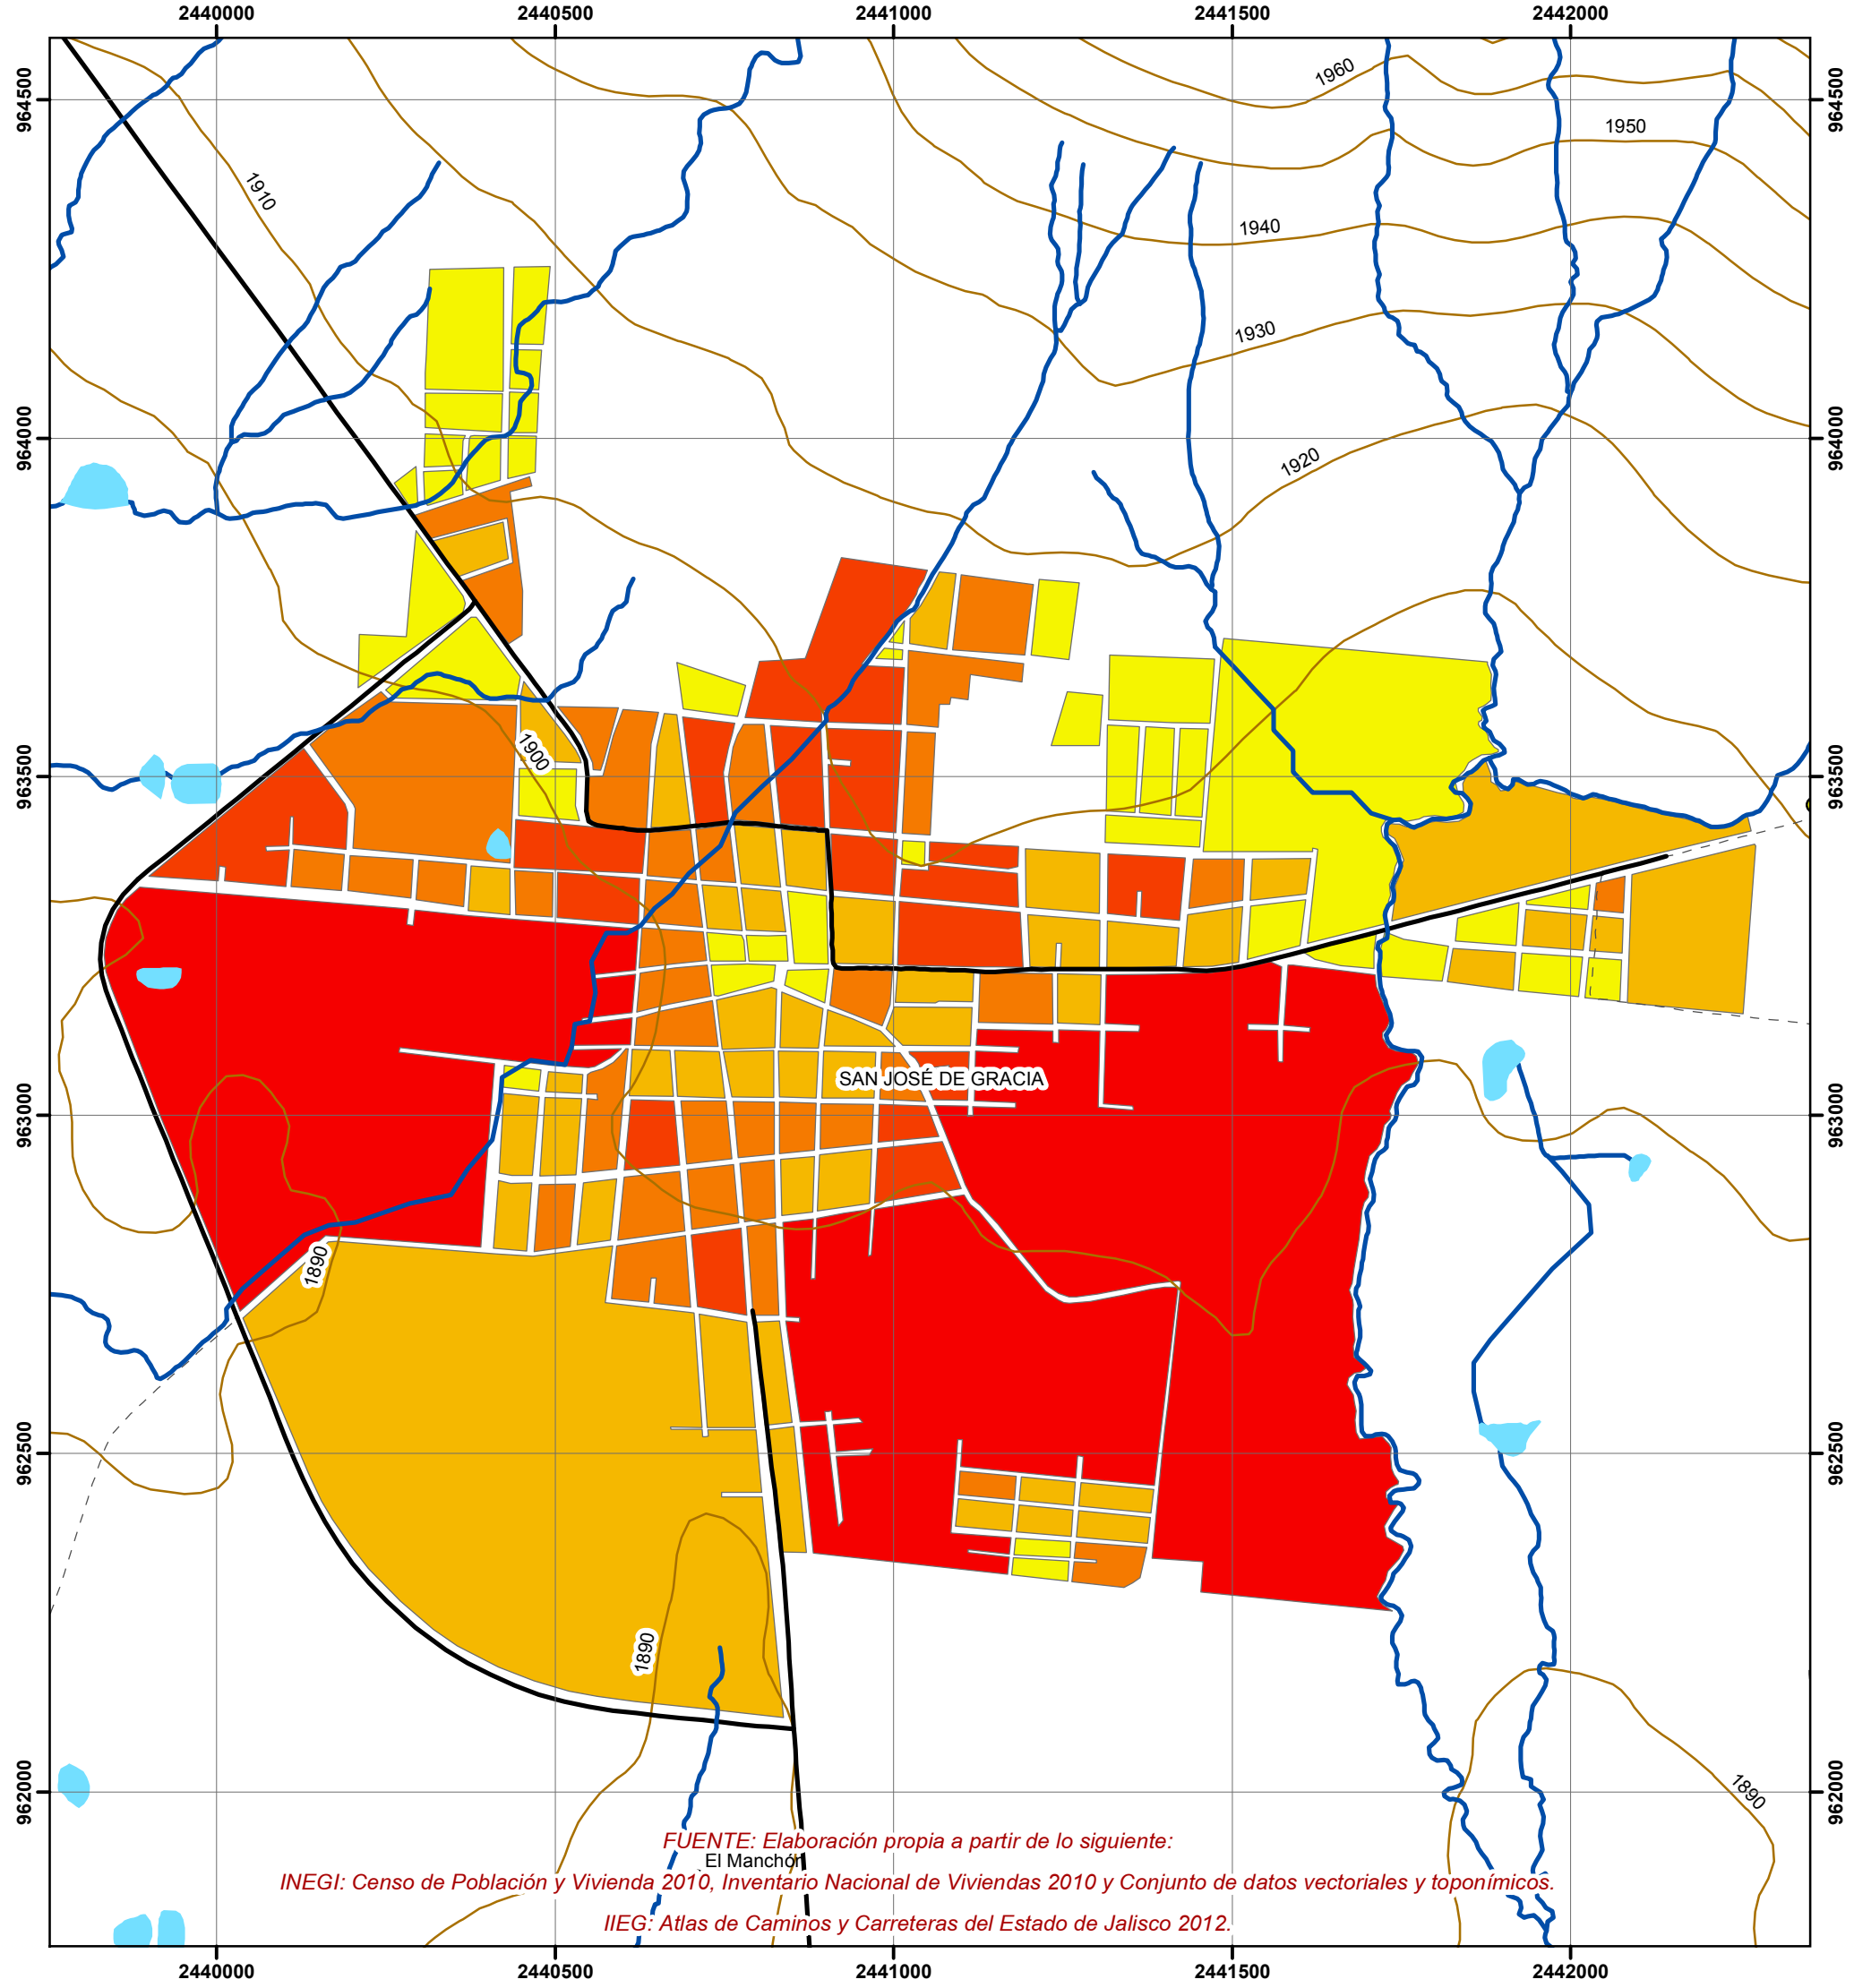 2440000 2440500 2441000 2441500 2442000
964500 964500
1960
1950
1910
1940
1930
964000 964000
1920
1900
963500 963500
SAN JOSÉ DE GRACIA
963000 963000
1890
962500 962500
1890
962000 962000
1890
FUENTE: Elaboración propia a partir de lo siguiente:
El Manchón
INEGI: Censo de Población y Vivienda 2010, Inventario Nacional de Viviendas 2010 y Conjunto de datos vectoriales y toponímicos.
IIEG: Atlas de Caminos y Carreteras del Estado de Jalisco 2012.
2440000 2440500 2441000 2441500 2442000